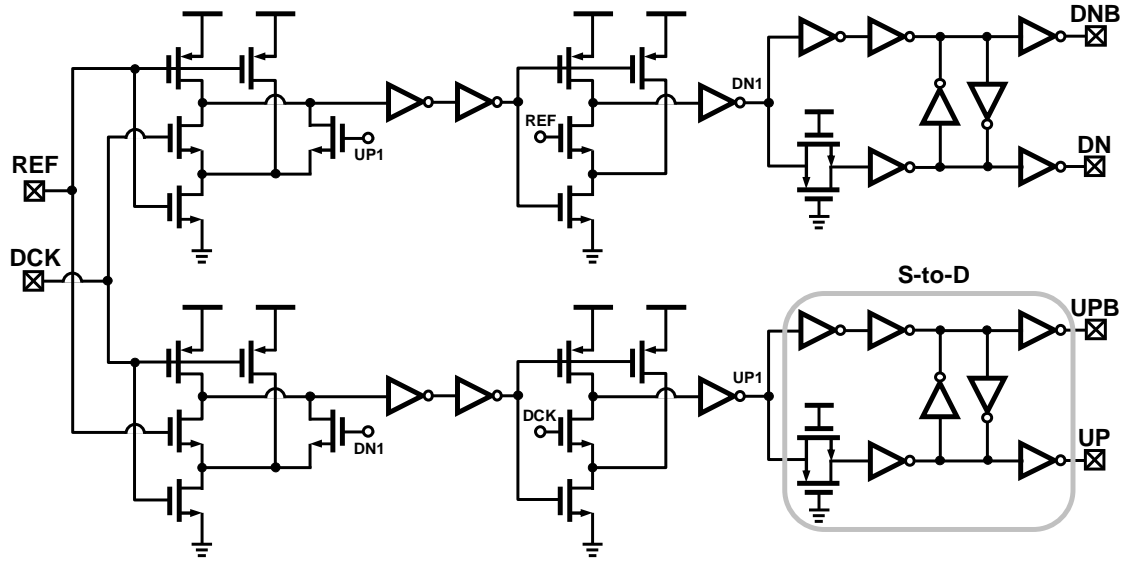 DNB
DN1
REF
UP1
REF
DN
DCK
S-to-D
UPB
UP1
DCK
DN1
UP